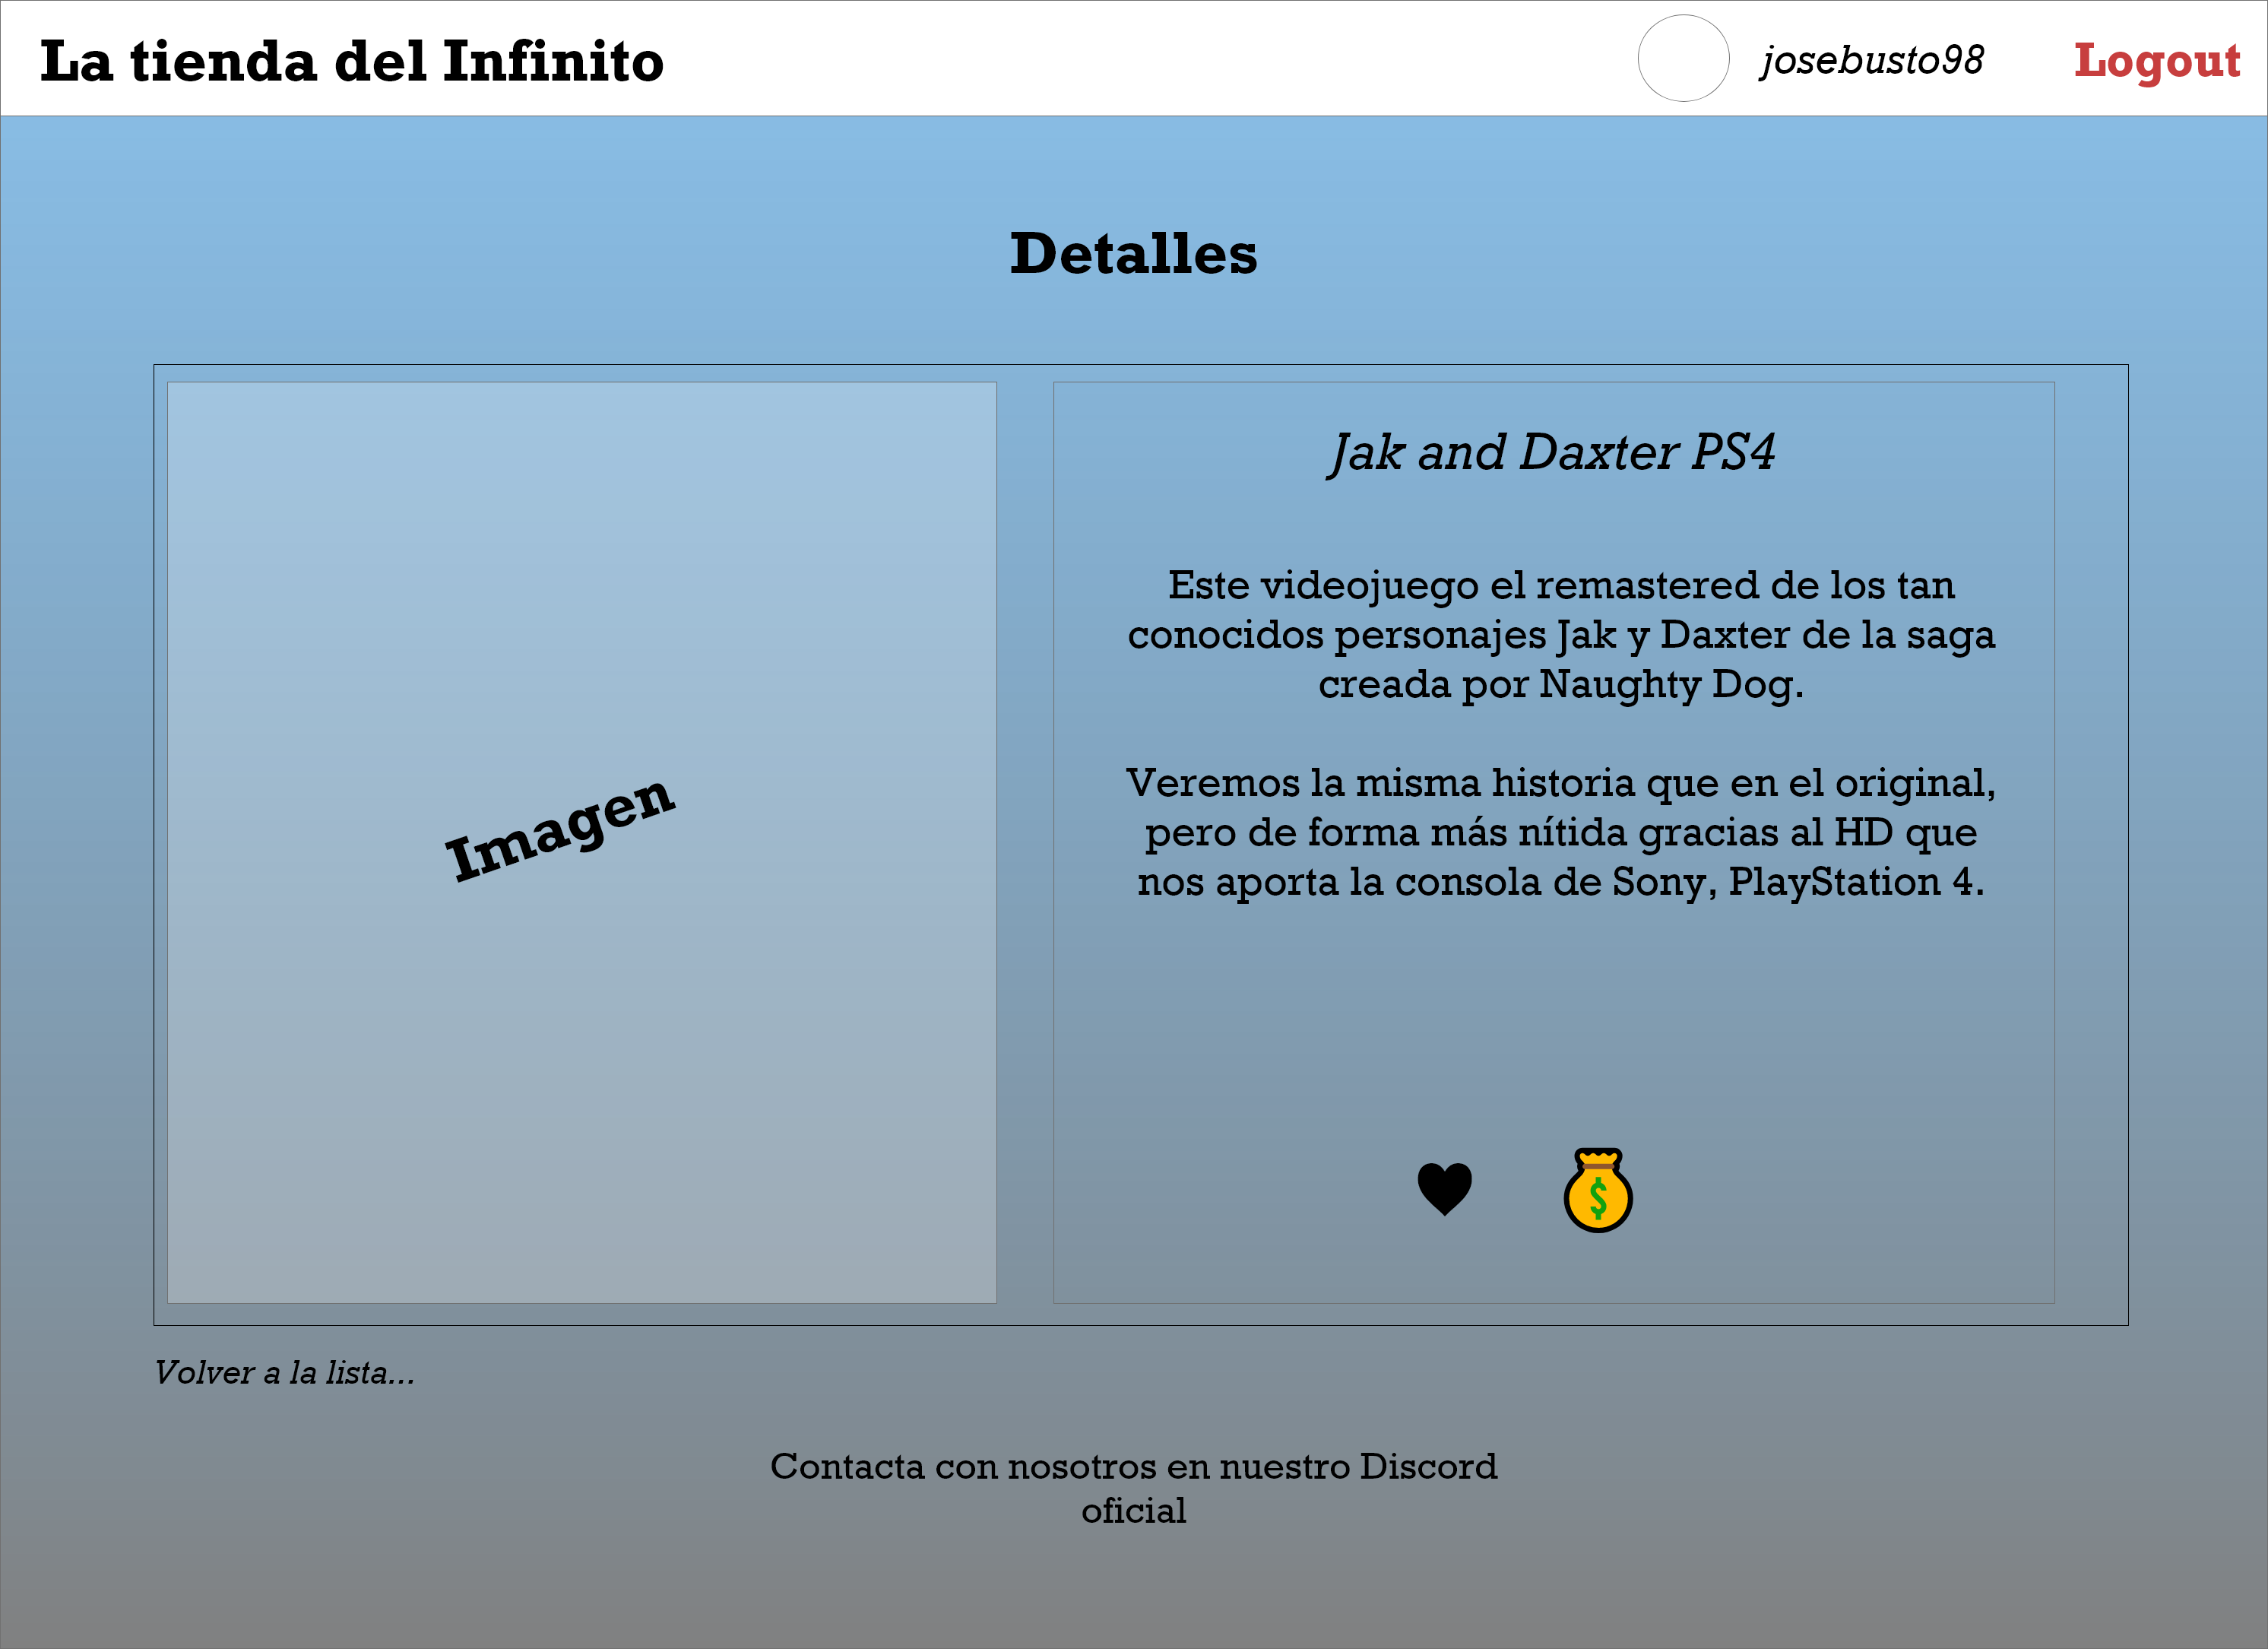 La tienda del Infinito
josebusto98
Logout
Detalles
Imagen
Jak and Daxter PS4
Este videojuego el remastered de los tan
conocidos personajes Jak y Daxter de la saga
creada por Naughty Dog.
Veremos la misma historia que en el original,
pero de forma más nítida gracias al HD que
nos aporta la consola de Sony, PlayStation 4.
$
Volver a la lista...
Contacta con nosotros en nuestro Discord
oficial